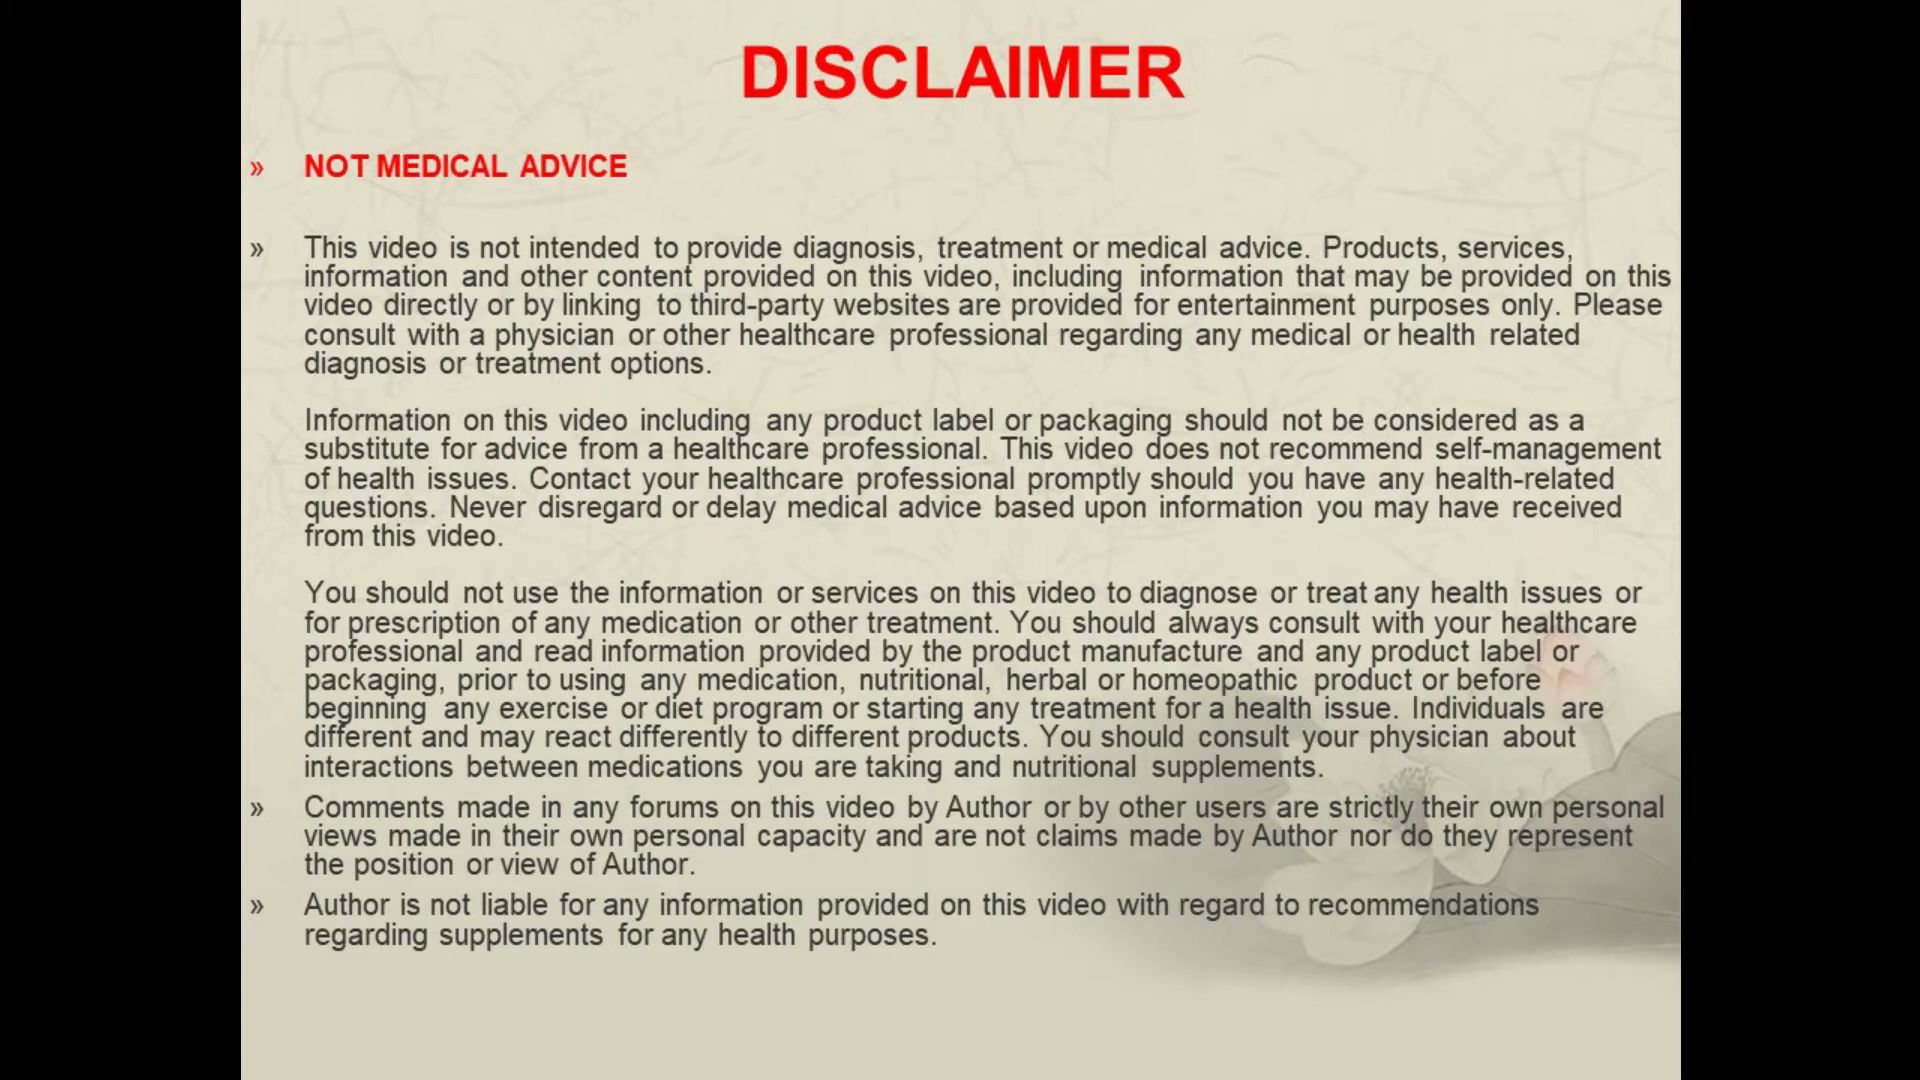 DISCLAIMER
» NOT MEDICAL ADVICE
» This video is not intended to provide diagnosis, treatment or medical advice. Products, services,
information and other content provided on this video, including information that may be provided on this
video directly or by linking to third-party websites are provided for entertainment purposes only. Please
consult with a physician or other healthcare professional regarding any medical or health related
diagnosis or treatment options.
Information on this video including any product label or packaging should not be considered as a
substitute for advice from a healthcare professional. This video does not recommend self-management
of health issues. Contact your healthcare professional promptly should you have any health-related
questions. Never disregard or delay medical advice based upon information you may have received
from this video.
You should not use the information or services on this video to diagnose or treat any health issues or
for prescription of any medication or other treatment. You should always consult with your healthcare
professional and read information provided by the product manufacture and any product label or
packaging, prior to using any medication, nutritional, herbal or homeopathic product or before
beginning any exercise or diet program or starting any treatment for a health issue. Individuals are
different and may react differently to different products. You should consult your physician about
interactions between medications you are taking and nutritional supplements.
» Comments made in any forums on this video by Author or by other users are strictly their own personal
views made in their own personal capacity and are not claims made by Author nor do they represent
the position or view of Author.
» Author is not liable for any information provided on this video with regard to recommendations
regarding supplements for any health purposes.